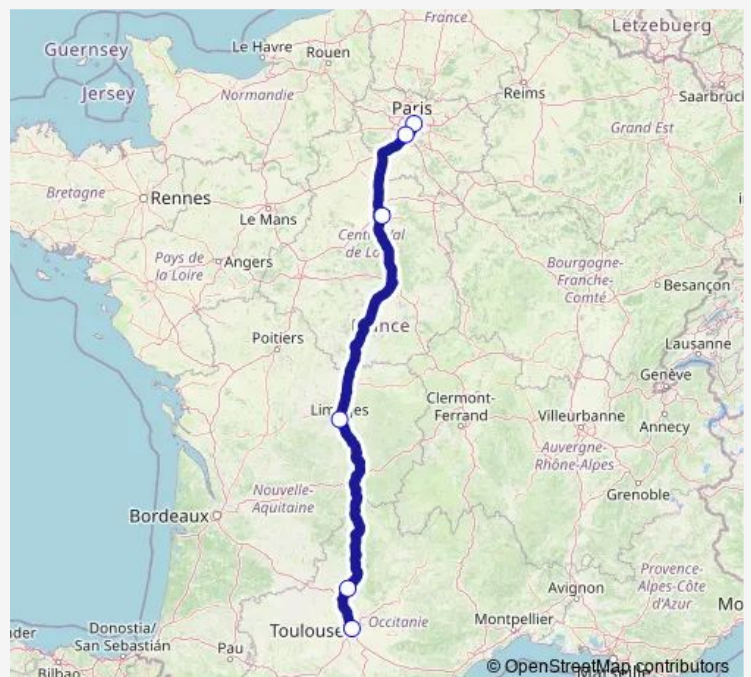 France
Lëtzebuerg
Guernsey
Le Havre
Rouen
Jersey
Paris
Reims
Normandie
Grand Est
Bretagne
Rennes
Le Mans
Pays de
la Loire
Angers
Bourgogne-
Franche-
Comté
Besançon
Poitiers
Lausanne
Genève
Clermont-
Ferrand
Villeurbanne
Annecy
Auvergne-
Rhône-Alpes
Nouvelle-
Aquitaine
Grenoble
Bordeaux
Provence-
Alpes-Côte
d'Azur
Avignon
Donostia/
San Sebastián
Toulouse
Occitanie
Montpellier
Pau
Bilbao
© OpenStreetMap contributors